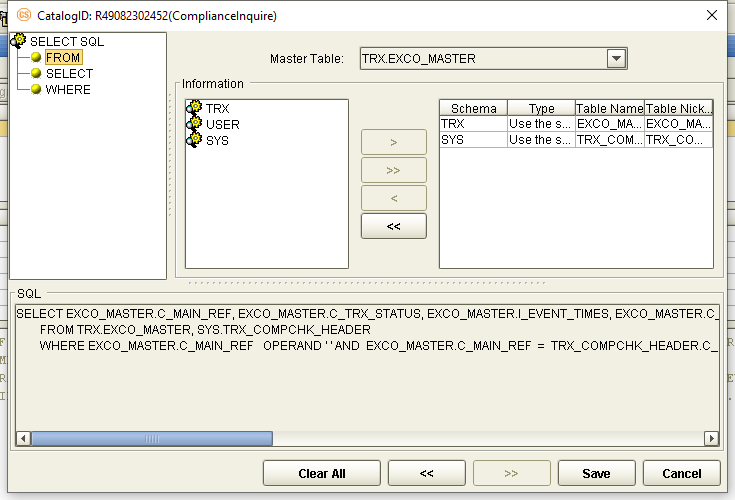 CatalogID: R49082302452(ComplianceInquire)
SELECT SQL
FROM
SELECT
WHERE
Master Table: TRX.EXCO_MASTER
Information
TRX
USER
SYS
>
>>
<
<<
Schema Type Table Name Table Nick...
TRX Use the s... EXCO_MA... EXCO_MA...
SYS Use the s... TRX_COM... TRX_CO...
SQL
SELECT EXCO_MASTER.C_MAIN_REF, EXCO_MASTER.C_TRX_STATUS, EXCO_MASTER.I_EVENT_TIMES, EXCO_MASTER.C_
FROM TRX.EXCO_MASTER, SYS.TRX_COMPCHK_HEADER
WHERE EXCO_MASTER.C_MAIN_REF OPERAND ' ' AND EXCO_MASTER.C_MAIN_REF = TRX_COMPCHK_HEADER.C_
Clear All << >> Save Cancel